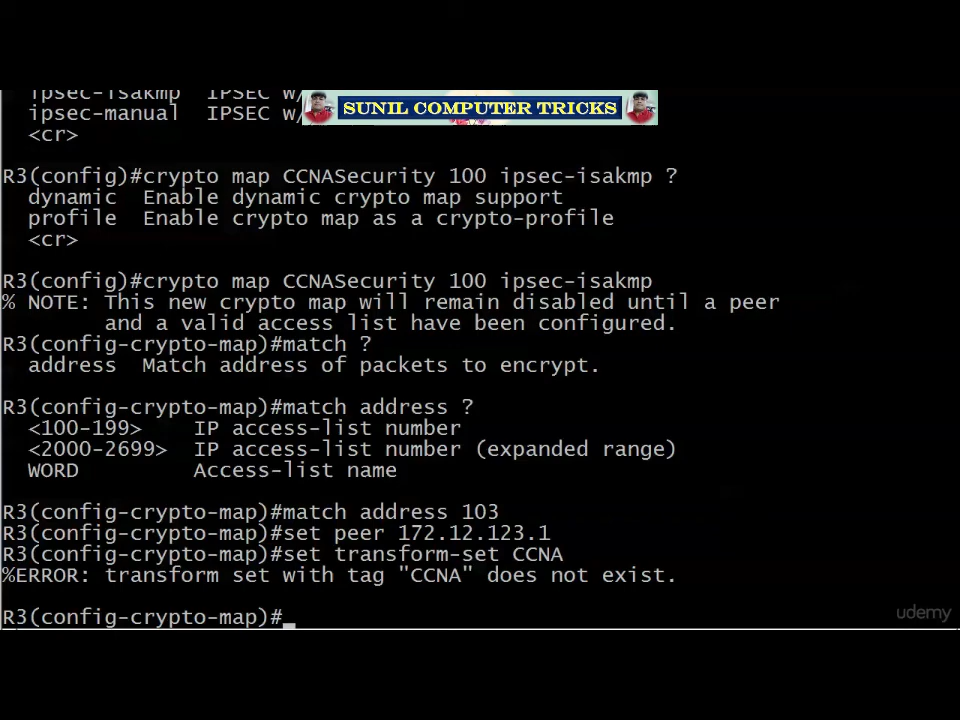 ipsec-isakmp  IPSEC w/
SUNIL COMPUTER TRICKS
ipsec-manual  IPSEC w/
<cr>
R3(config)#crypto map CCNASecurity 100 ipsec-isakmp ?
dynamic  Enable dynamic crypto map support
profile  Enable crypto map as a crypto-profile
<cr>
R3(config)#crypto map CCNASecurity 100 ipsec-isakmp
% NOTE: This new crypto map will remain disabled until a peer
and a valid access list have been configured.
R3(config-crypto-map)#match ?
address  Match address of packets to encrypt.
R3(config-crypto-map)#match address ?
<100-199>    IP access-list number
<2000-2699>  IP access-list number (expanded range)
WORD         Access-list name
R3(config-crypto-map)#match address 103
R3(config-crypto-map)#set peer 172.12.123.1
R3(config-crypto-map)#set transform-set CCNA
%ERROR: transform set with tag "CCNA" does not exist.
R3(config-crypto-map)#_
udemy